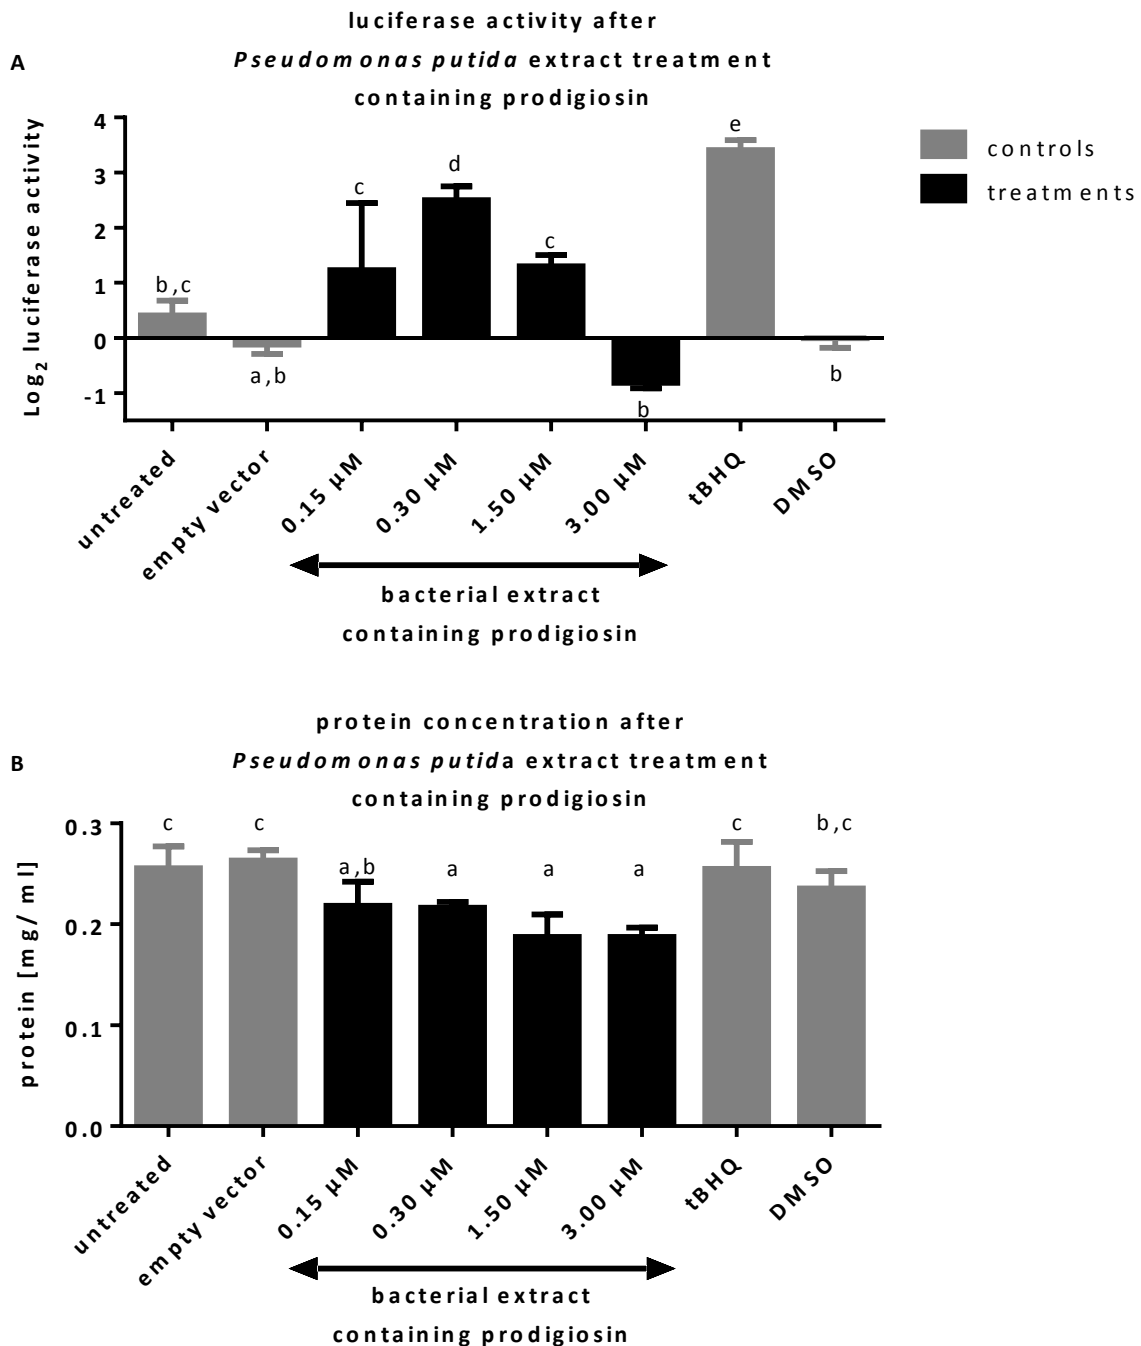 luciferase activity after
A
Pseudomonas putida extract treatment
containing prodigiosin
Log2 luciferase activity
4
3
2
1
0
-1
b,c
a,b
c
d
c
b
e
b
controls
treatments
untreated
empty vector
0.15 µM
0.30 µM
1.50 µM
3.00 µM
tBHQ
DMSO
bacterial extract
containing prodigiosin
protein concentration after
B
Pseudomonas putida extract treatment
containing prodigiosin
protein [mg/ml]
0.3
0.2
0.1
0.0
c
c
a,b
a
a
a
c
b,c
untreated
empty vector
0.15 µM
0.30 µM
1.50 µM
3.00 µM
tBHQ
DMSO
bacterial extract
containing prodigiosin